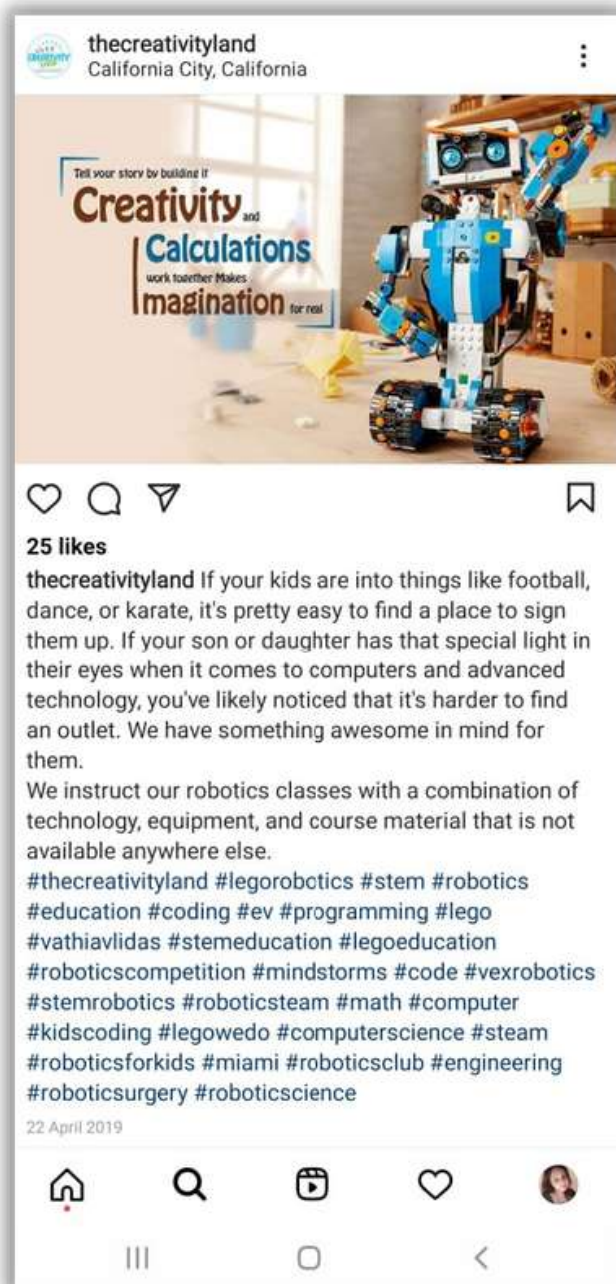 thecreativityland
California City, California
Tell your story by building it
Creativity and
Calculations
work together Makes
Imagination for real
25 likes
thecreativityland If your kids are into things like football,
dance, or karate, it's pretty easy to find a place to sign
them up. If your son or daughter has that special light in
their eyes when it comes to computers and advanced
technology, you've likely noticed that it's harder to find
an outlet. We have something awesome in mind for
them.
We instruct our robotics classes with a combination of
technology, equipment, and course material that is not
available anywhere else.
#thecreativityland #legorobotics #stem #robotics
#education #coding #ev #programming #lego
#vathiavlidas #stemeducation #legoeducation
#roboticscompetition #mindstorms #code #vexrobotics
#stemrobotics #roboticsteam #math #computer
#kidscoding #legowedo #computerscience #steam
#roboticsforkids #miami #roboticsclub #engineering
#roboticsurgery #roboticscience
22 April 2019